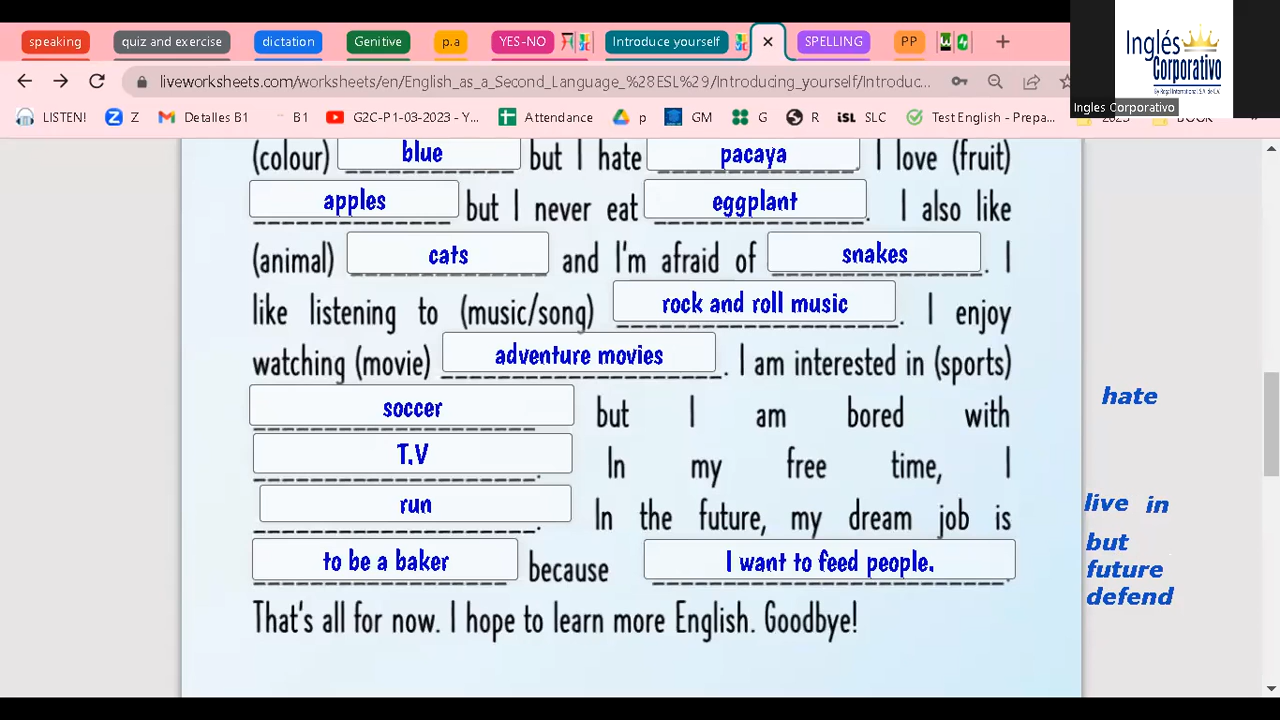 speaking quiz and exercise dictation Genitive p.a YES-NO Introduce yourself SPELLING PP
liveworksheets.com/worksheets/en/English_as_a_Second_Language_%28ESL%29/Introducing_yourself/Introduc...
Inglés Corporativo
Ingles Corporativo
LISTEN! Z Detalles B1 B1 G2C-P1-03-2023- Y... Attendance p GM G R SLC Test English - Prepa... 2023 BOOK
(colour) blue but I hate pacaya. I love (fruit)
apples but I never eat eggplant. I also like
(animal) cats and I'm afraid of snakes. I
like listening to (music/song) rock and roll music. I enjoy
watching (movie) adventure movies. I am interested in (sports)
soccer but I am bored with
T.V. In my free time, I
run. In the future, my dream job is
to be a baker because I want to feed people.
That's all for now. I hope to learn more English. Goodbye!
hate
live in
but
future
defend